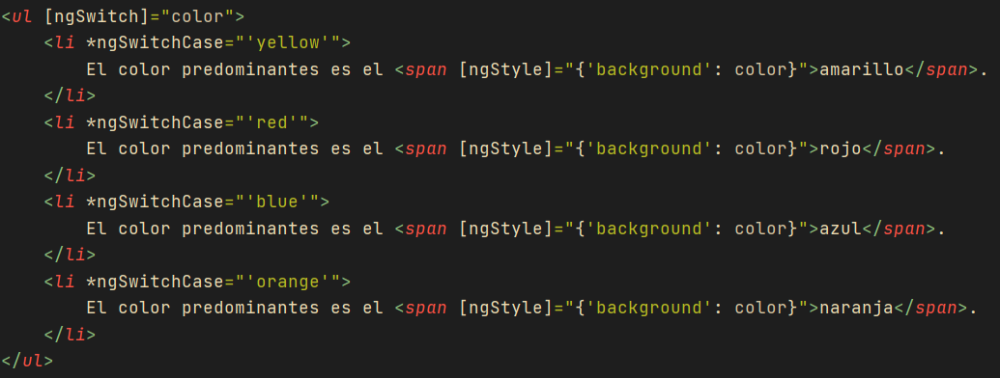 <ul [ngSwitch]="color">
    <li *ngSwitchCase="'yellow'">
        El color predominantes es el <span [ngStyle]="{'background': color}">amarillo</span>.
    </li>
    <li *ngSwitchCase="'red'">
        El color predominantes es el <span [ngStyle]="{'background': color}">rojo</span>.
    </li>
    <li *ngSwitchCase="'blue'">
        El color predominantes es el <span [ngStyle]="{'background': color}">azul</span>.
    </li>
    <li *ngSwitchCase="'orange'">
        El color predominantes es el <span [ngStyle]="{'background': color}">naranja</span>.
    </li>
</ul>